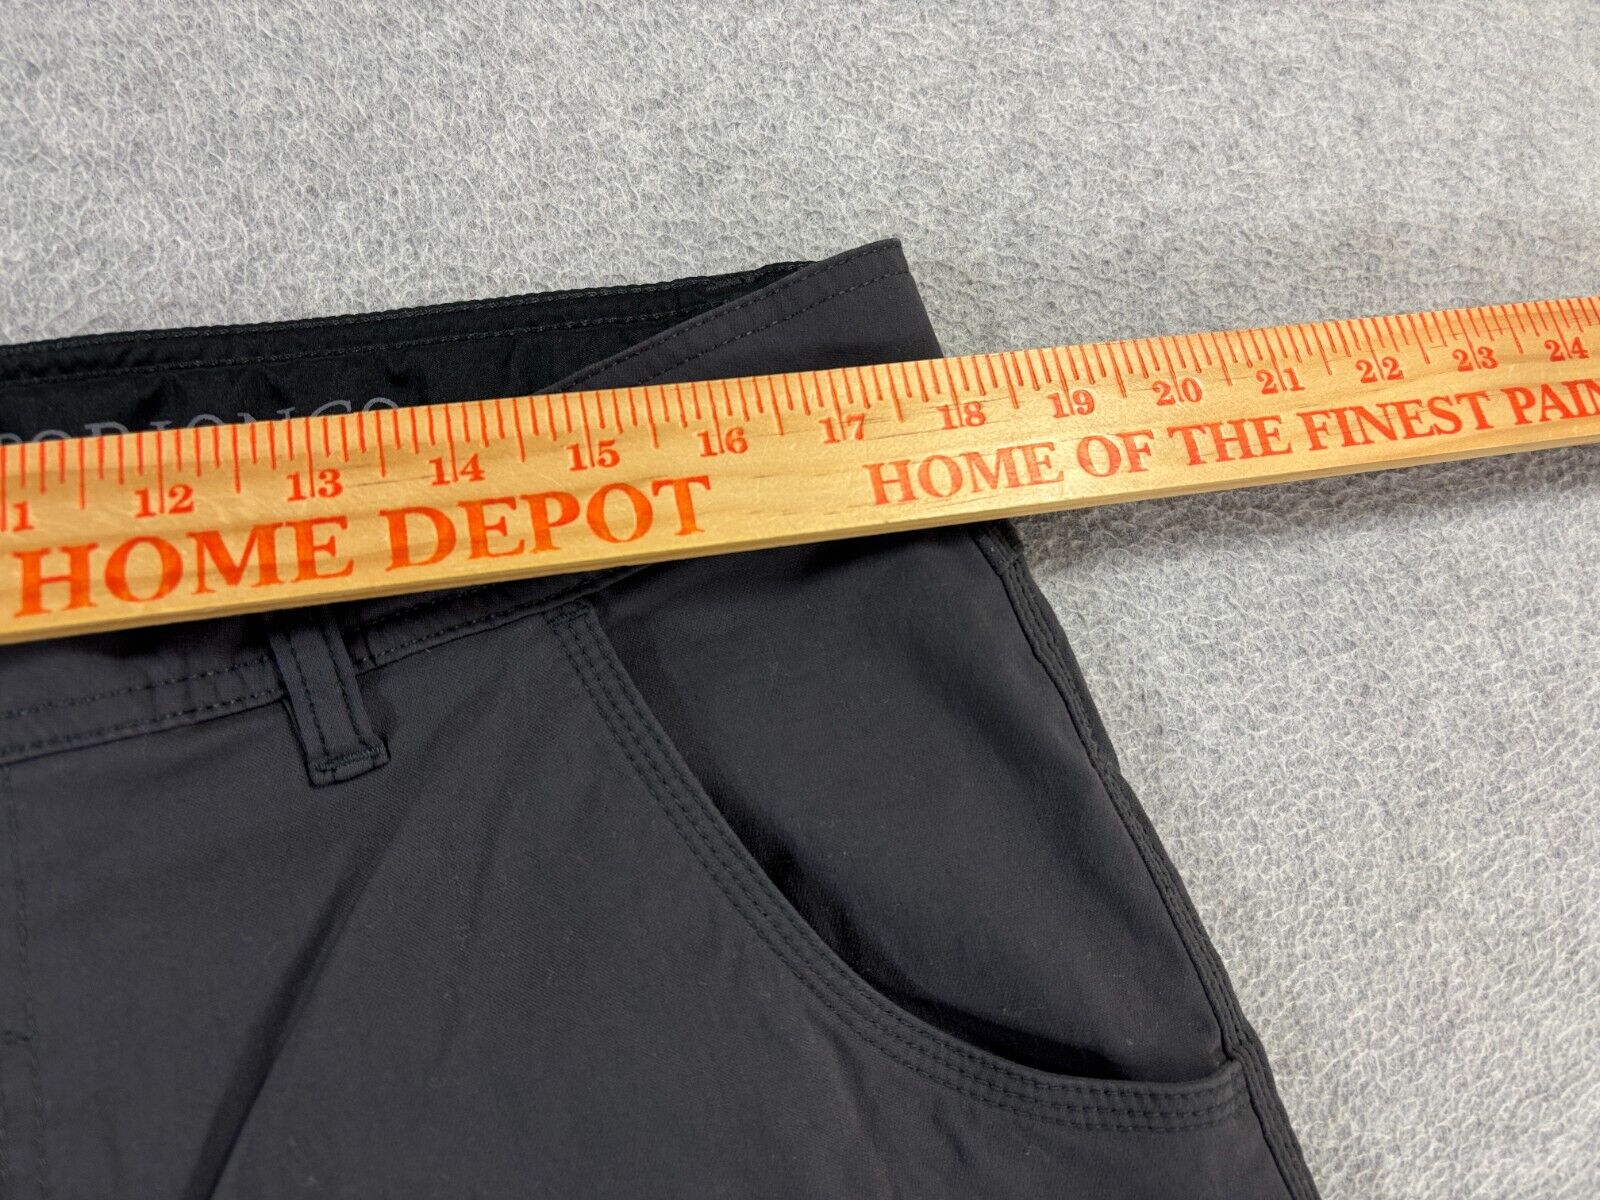 1 12 13 14 15 16 17 18 19 20 21 22 23 24
HOME DEPOT HOME OF THE FINEST PAIN